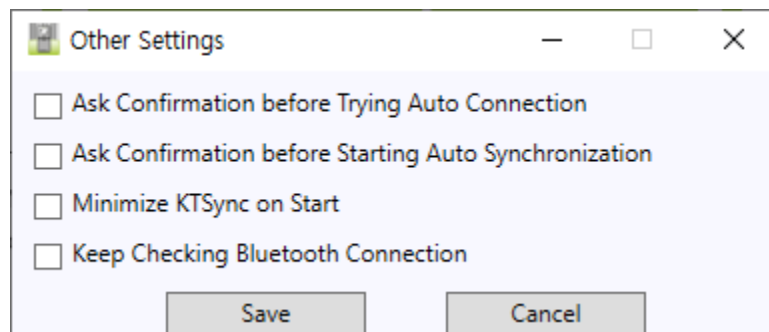 Other Settings
Ask Confirmation before Trying Auto Connection
Ask Confirmation before Starting Auto Synchronization
Minimize KTSync on Start
Keep Checking Bluetooth Connection
Save Cancel